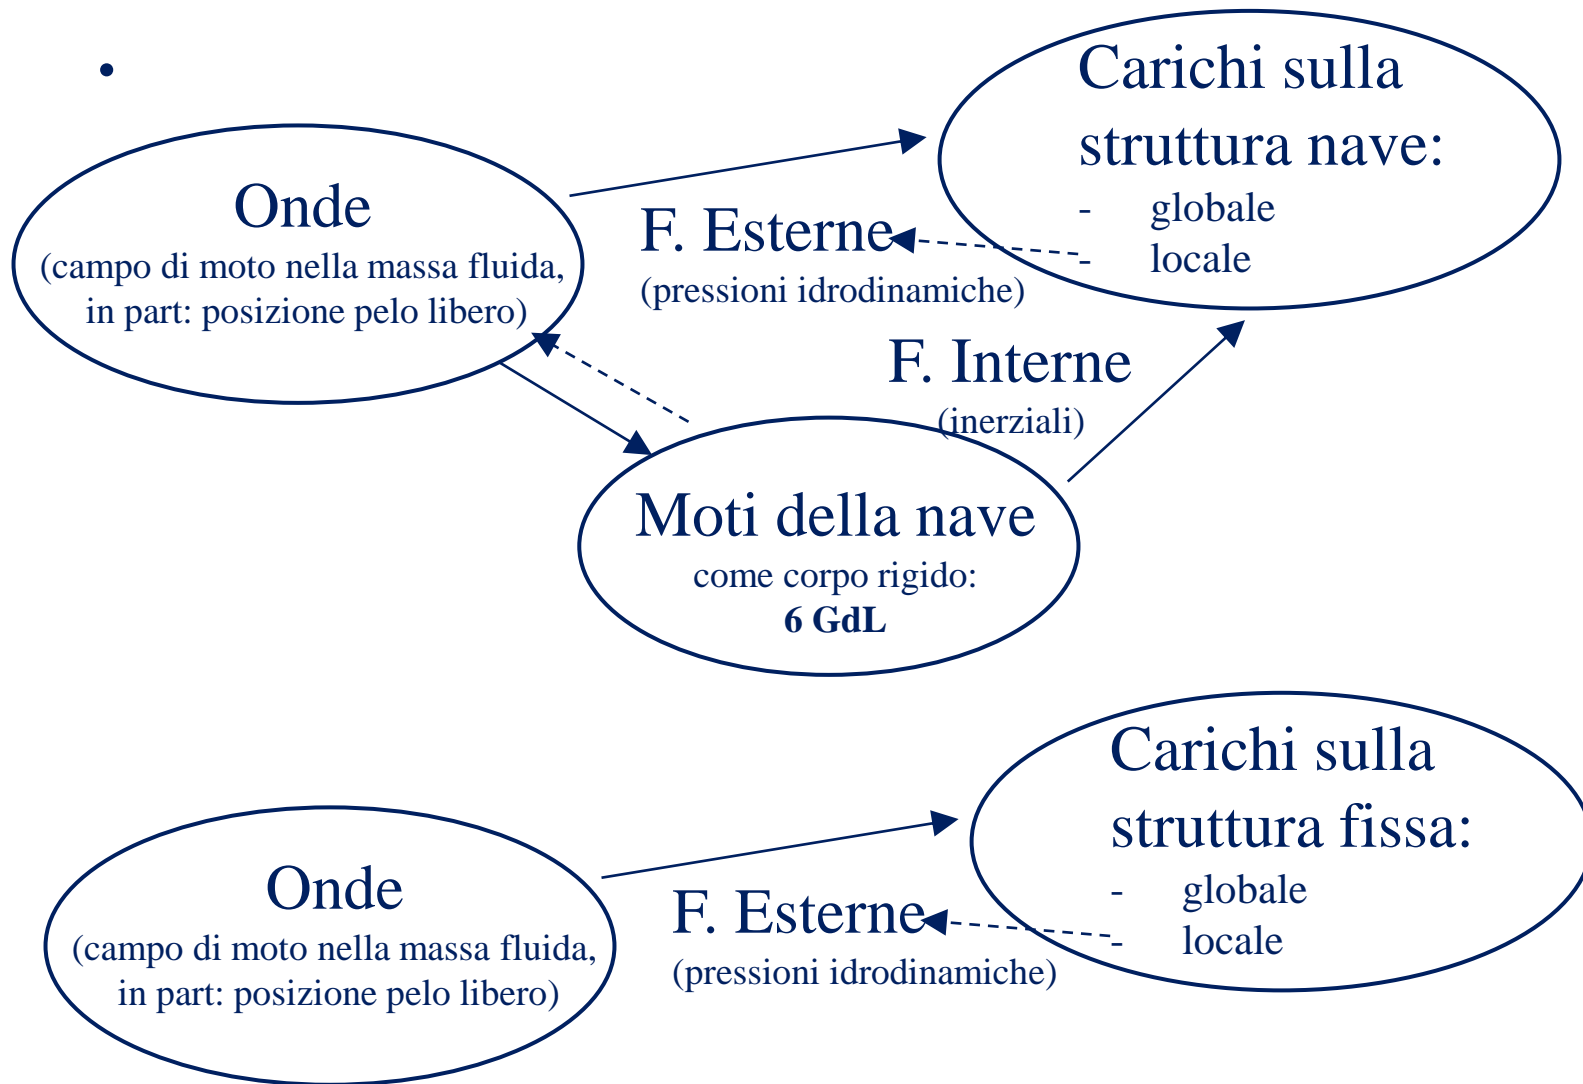 •
Onde
(campo di moto nella massa fluida,
in part: posizione pelo libero)
F. Esterne
(pressioni idrodinamiche)
Carichi sulla
struttura nave:
- globale
- locale
F. Interne
(inerziali)
Moti della nave
come corpo rigido:
6 GdL
Onde
(campo di moto nella massa fluida,
in part: posizione pelo libero)
F. Esterne
(pressioni idrodinamiche)
Carichi sulla
struttura fissa:
- globale
- locale